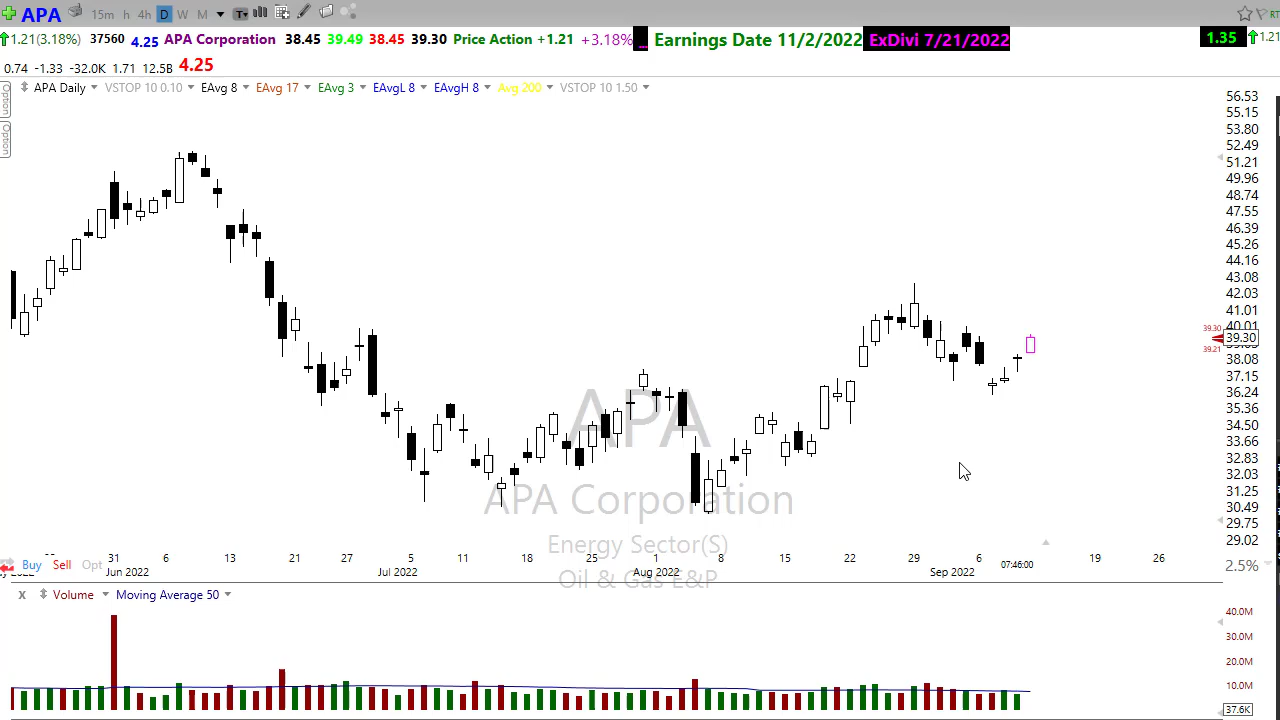 APA 15m h 4h D W M T RT
1.21(3.18%) 37560 4.25 APA Corporation 38.45 39.49 38.45 39.30 Price Action +1.21 +3.18% ... Earnings Date 11/2/2022 ExDivi 7/21/2022 1.35 1.21
0.74 -1.33 -32.0K 1.71 12.5B 4.25
Option
Option
APA Daily VSTOP 10 0.10 EAvg 8 EAvg 17 EAvg 3 EAvgL 8 EAvgH 8 Avg 200 VSTOP 10 1.50
56.53
55.15
53.80
52.49
51.21
49.96
48.74
47.55
46.39
45.26
44.16
43.08
42.03
41.01
40.01
39.30
39.30
39.21
38.08
37.15
36.24
35.36
34.50
33.66
32.83
32.03
31.25
30.49
29.75
29.02
APA
APA Corporation
Energy Sector(S)
Oil & Gas E&P
31 6 13 21 27 5 11 18 25 1 8 15 22 29 6 19 26
Jun 2022 Jul 2022 Aug 2022 Sep 2022 07:46:00
Buy Sell Opt 2.5%
x Volume Moving Average 50
40.0M
30.0M
20.0M
10.0M
37.6K